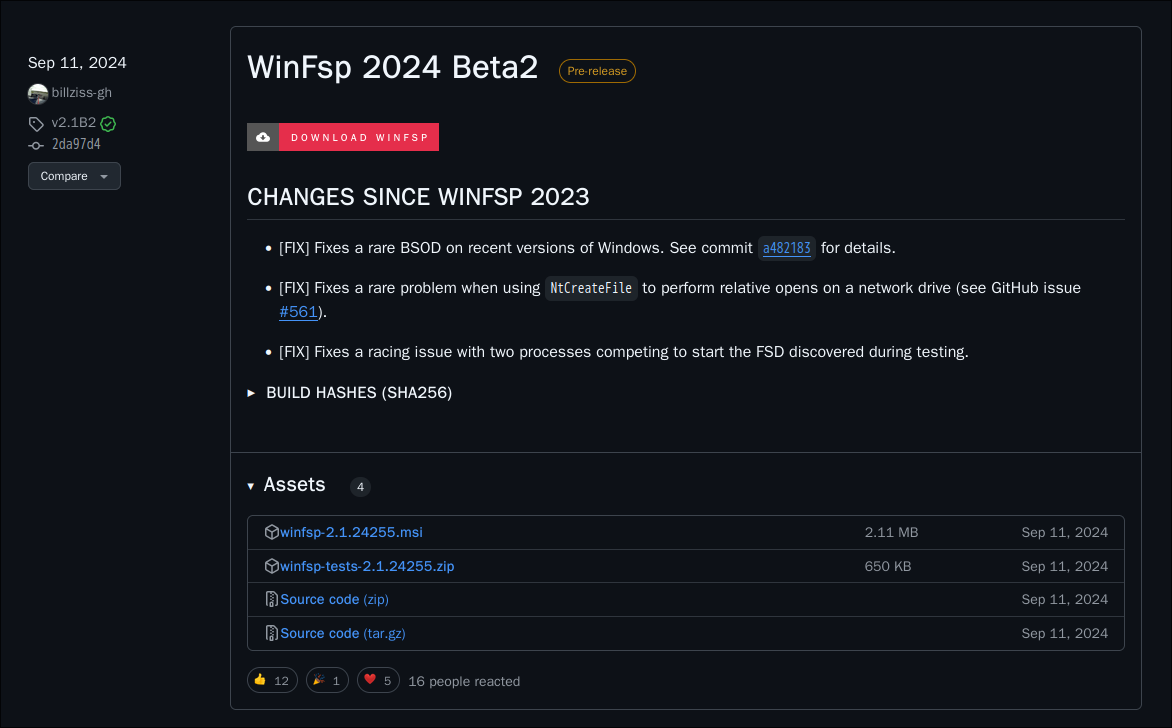 Sep 11, 2024
billziss-gh
v2.1B2
2da97d4
Compare
WinFsp 2024 Beta2 Pre-release
DOWNLOAD WINFSP
CHANGES SINCE WINFSP 2023
• [FIX] Fixes a rare BSOD on recent versions of Windows. See commit a482183 for details.
• [FIX] Fixes a rare problem when using NtCreateFile to perform relative opens on a network drive (see GitHub issue
#561).
• [FIX] Fixes a racing issue with two processes competing to start the FSD discovered during testing.
BUILD HASHES (SHA256)
Assets 4
winfsp-2.1.24255.msi 2.11 MB Sep 11, 2024
winfsp-tests-2.1.24255.zip 650 KB Sep 11, 2024
Source code (zip) Sep 11, 2024
Source code (tar.gz) Sep 11, 2024
👍 12 🎉 1 ❤️ 5 16 people reacted